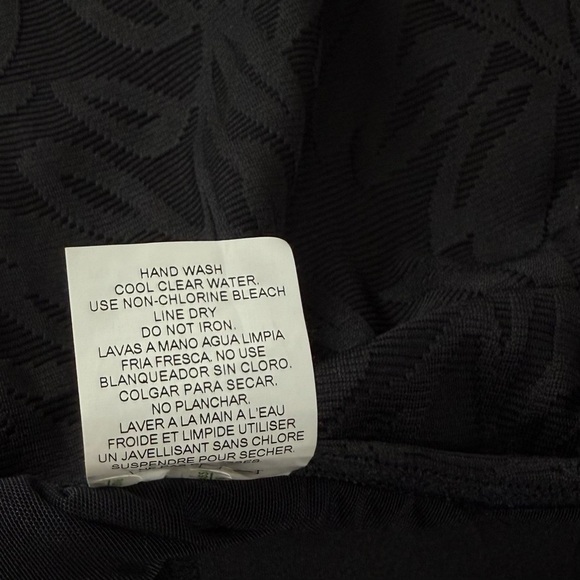 HAND WASH
COOL CLEAR WATER.
USE NON-CHLORINE BLEACH
LINE DRY
DO NOT IRON.
LAVAS A MANO AGUA LIMPIA
FRIA FRESCA. NO USE
BLANQUEADOR SIN CLORO.
COLGAR PARA SECAR.
NO PLANCHAR.
LAVER A LA MAIN A L'EAU
FROIDE ET LIMPIDE UTILISER
UN JAVELLISANT SANS CHLORE
SUSPENDRE POUR SECHER.